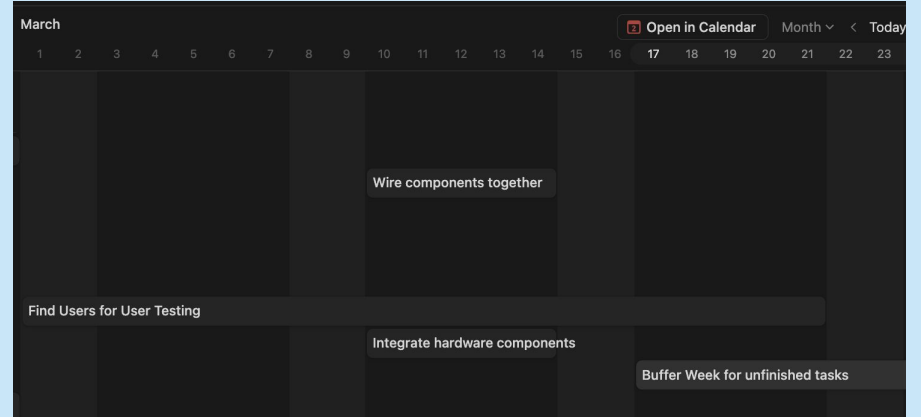 March
2 Open in Calendar Month < Today
1 2 3 4 5 6 7 8 9 10 11 12 13 14 15 16 17 18 19 20 21 22 23
Wire components together
Find Users for User Testing
Integrate hardware components
Buffer Week for unfinished tasks